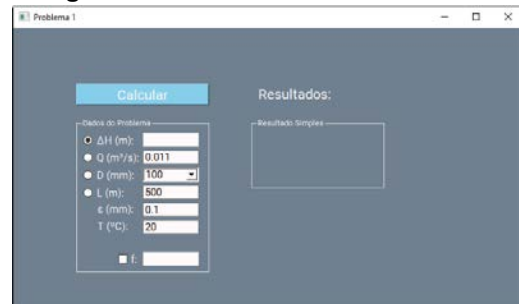 Problema 1
Calcular
Resultados:
Dados do Problema
Resultado Simples
ΔH (m):
Q (m³/s): 0.011
D (mm): 100
L (m): 500
ε (mm): 0.1
T (ºC): 20
f: